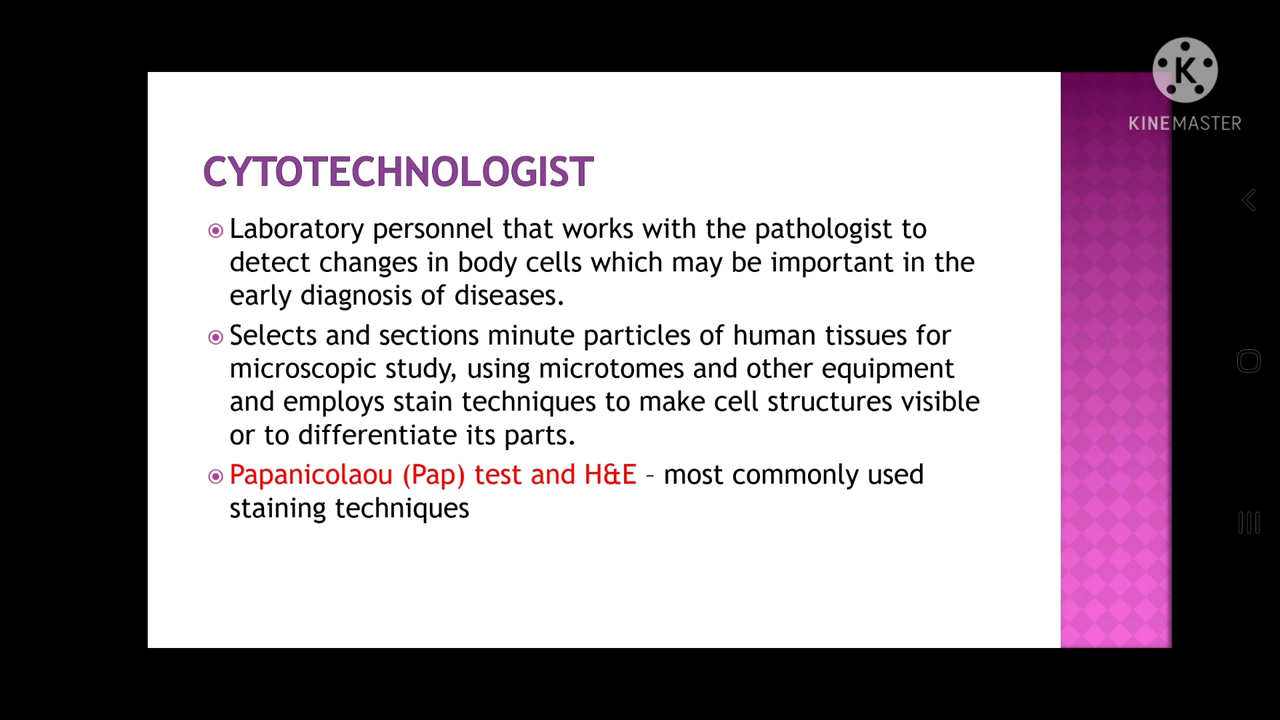 K
KINEMASTER
CYTOTECHNOLOGIST
Laboratory personnel that works with the pathologist to
detect changes in body cells which may be important in the
early diagnosis of diseases.
Selects and sections minute particles of human tissues for
microscopic study, using microtomes and other equipment
and employs stain techniques to make cell structures visible
or to differentiate its parts.
Papanicolaou (Pap) test and H&E – most commonly used
staining techniques